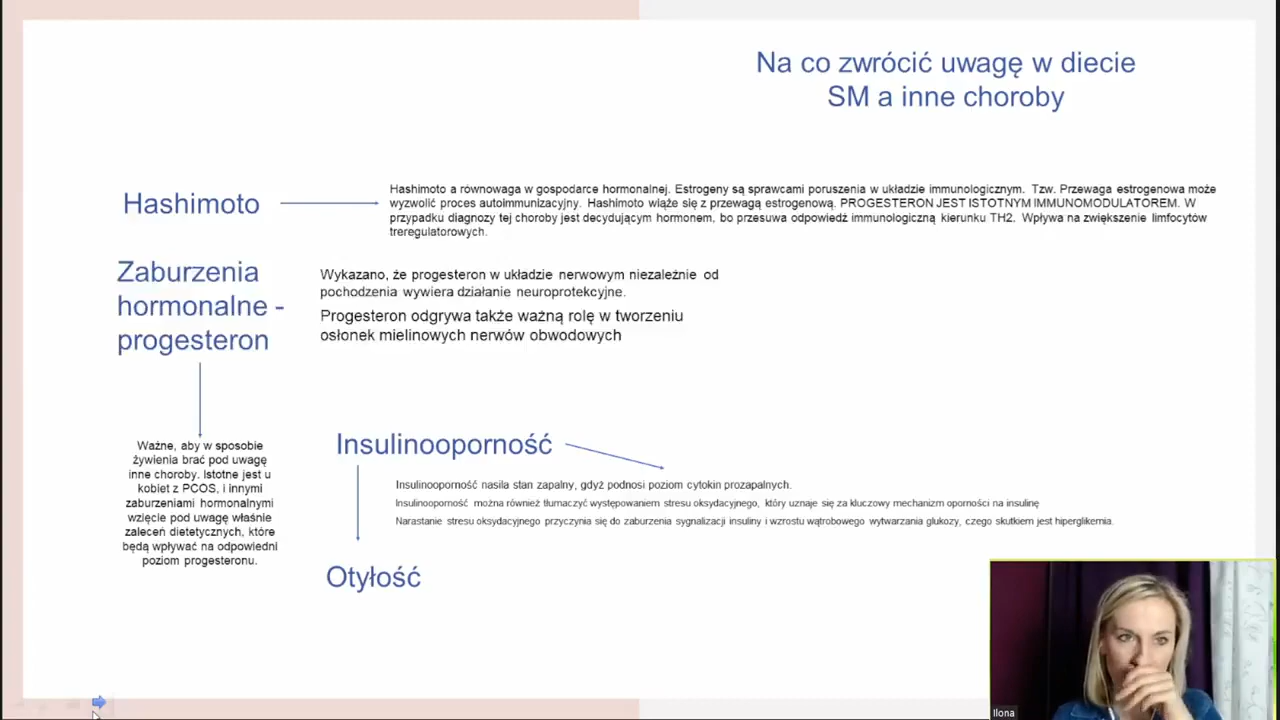 Na co zwrócić uwagę w diecie
SM a inne choroby
Hashimoto
Hashimoto a równowaga w gospodarce hormonalnej. Estrogeny są sprawcami poruszenia w układzie immunologicznym. Tzw. Przewaga estrogenowa może
wyzwolić proces autoimmunizacyjny. Hashimoto wiąże się z przewagą estrogenową. PROGESTERON JEST ISTOTNYM IMMUNOMODULATOREM. W
przypadku diagnozy tej choroby jest decydującym hormonem, bo przesuwa odpowiedź immunologiczną kierunku TH2. Wpływa na zwiększenie limfocytów
treregulatorowych.
Zaburzenia
hormonalne -
progesteron
Wykazano, że progesteron w układzie nerwowym niezależnie od
pochodzenia wywiera działanie neuroprotekcyjne.
Progesteron odgrywa także ważną rolę w tworzeniu
osłonek mielinowych nerwów obwodowych
Ważne, aby w sposobie
żywienia brać pod uwagę
inne choroby. Istotne jest u
kobiet z PCOS, i innymi
zaburzeniami hormonalnymi
wzięcie pod uwagę właśnie
zaleceń dietetycznych, które
będą wpływać na odpowiedni
poziom progesteronu.
Insulinooporność
Insulinooporność nasila stan zapalny, gdyż podnosi poziom cytokin prozapalnych.
Insulinooporność można również tłumaczyć występowaniem stresu oksydacyjnego, który uznaje się za kluczowy mechanizm oporności na insulinę
Narastanie stresu oksydacyjnego przyczynia się do zaburzenia sygnalizacji insuliny i wzrostu wątrobowego wytwarzania glukozy, czego skutkiem jest hiperglikemia.
Otyłość
Ilona